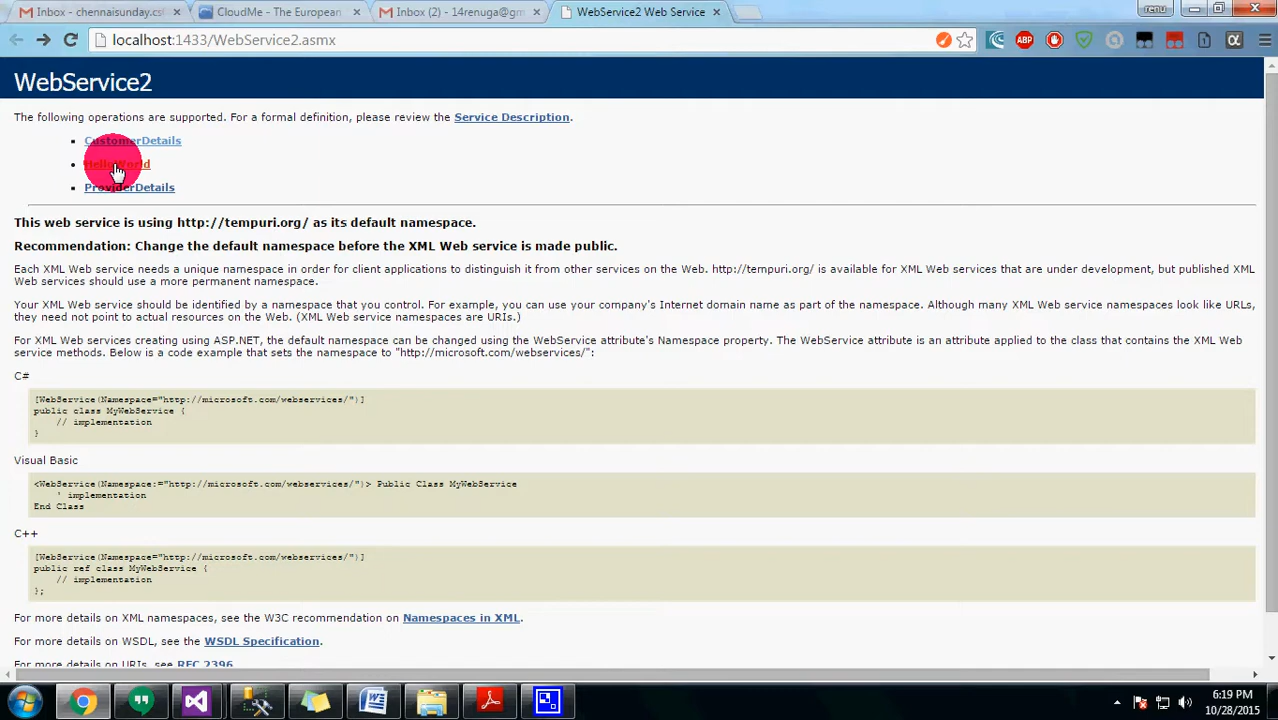 Inbox - chennaisunday.cs
CloudMe - The European
Inbox (2) - 14renuga@gm
WebService2 Web Service
renu
localhost:1433/WebService2.asmx
ABP
WebService2
The following operations are supported. For a formal definition, please review the Service Description.
CustomerDetails
HelloWorld
ProviderDetails
This web service is using http://tempuri.org/ as its default namespace.
Recommendation: Change the default namespace before the XML Web service is made public.
Each XML Web service needs a unique namespace in order for client applications to distinguish it from other services on the Web. http://tempuri.org/ is available for XML Web services that are under development, but published XML
Web services should use a more permanent namespace.
Your XML Web service should be identified by a namespace that you control. For example, you can use your company's Internet domain name as part of the namespace. Although many XML Web service namespaces look like URLs,
they need not point to actual resources on the Web. (XML Web service namespaces are URIs.)
For XML Web services creating using ASP.NET, the default namespace can be changed using the WebService attribute's Namespace property. The WebService attribute is an attribute applied to the class that contains the XML Web
service methods. Below is a code example that sets the namespace to "http://microsoft.com/webservices/":
C#
[WebService(Namespace="http://microsoft.com/webservices/")]
public class MyWebService {
// implementation
}
Visual Basic
<WebService(Namespace:="http://microsoft.com/webservices/")> Public Class MyWebService
' implementation
End Class
C++
[WebService(Namespace="http://microsoft.com/webservices/")]
public ref class MyWebService {
// implementation
};
For more details on XML namespaces, see the W3C recommendation on Namespaces in XML.
For more details on WSDL, see the WSDL Specification.
For more details on URIs, see RFC 2396.
6:19 PM
10/28/2015